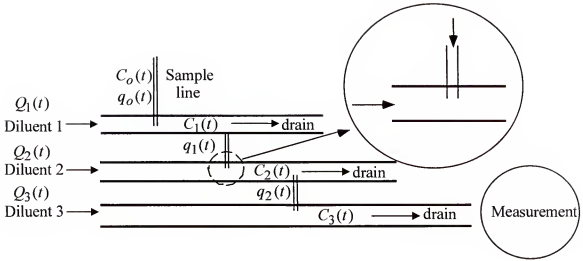 C_o(t) Sample
q_o(t) line
Q_1(t)
Diluent 1
C_1(t) drain
q_1(t)
Q_2(t)
Diluent 2
C_2(t) drain
q_2(t)
Q_3(t)
Diluent 3
C_3(t) drain
Measurement